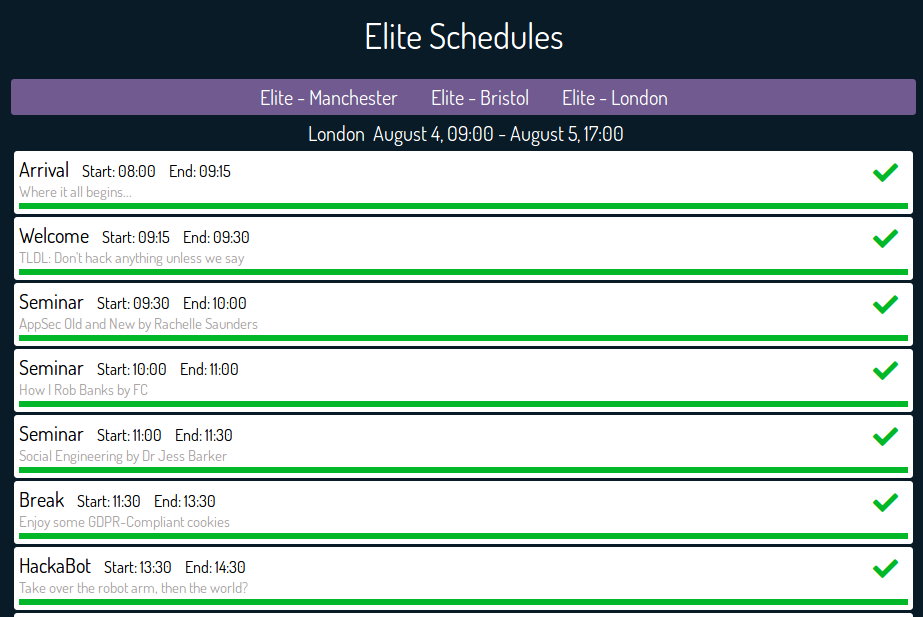 Elite Schedules
Elite - Manchester Elite - Bristol Elite - London
London August 4, 09:00 - August 5, 17:00
Arrival Start: 08:00 End: 09:15
Where it all begins...
Welcome Start: 09:15 End: 09:30
TLDL: Don't hack anything unless we say
Seminar Start: 09:30 End: 10:00
AppSec Old and New by Rachelle Saunders
Seminar Start: 10:00 End: 11:00
How I Rob Banks by FC
Seminar Start: 11:00 End: 11:30
Social Engineering by Dr Jess Barker
Break Start: 11:30 End: 13:30
Enjoy some GDPR-Compliant cookies
HackaBot Start: 13:30 End: 14:30
Take over the robot arm, then the world?